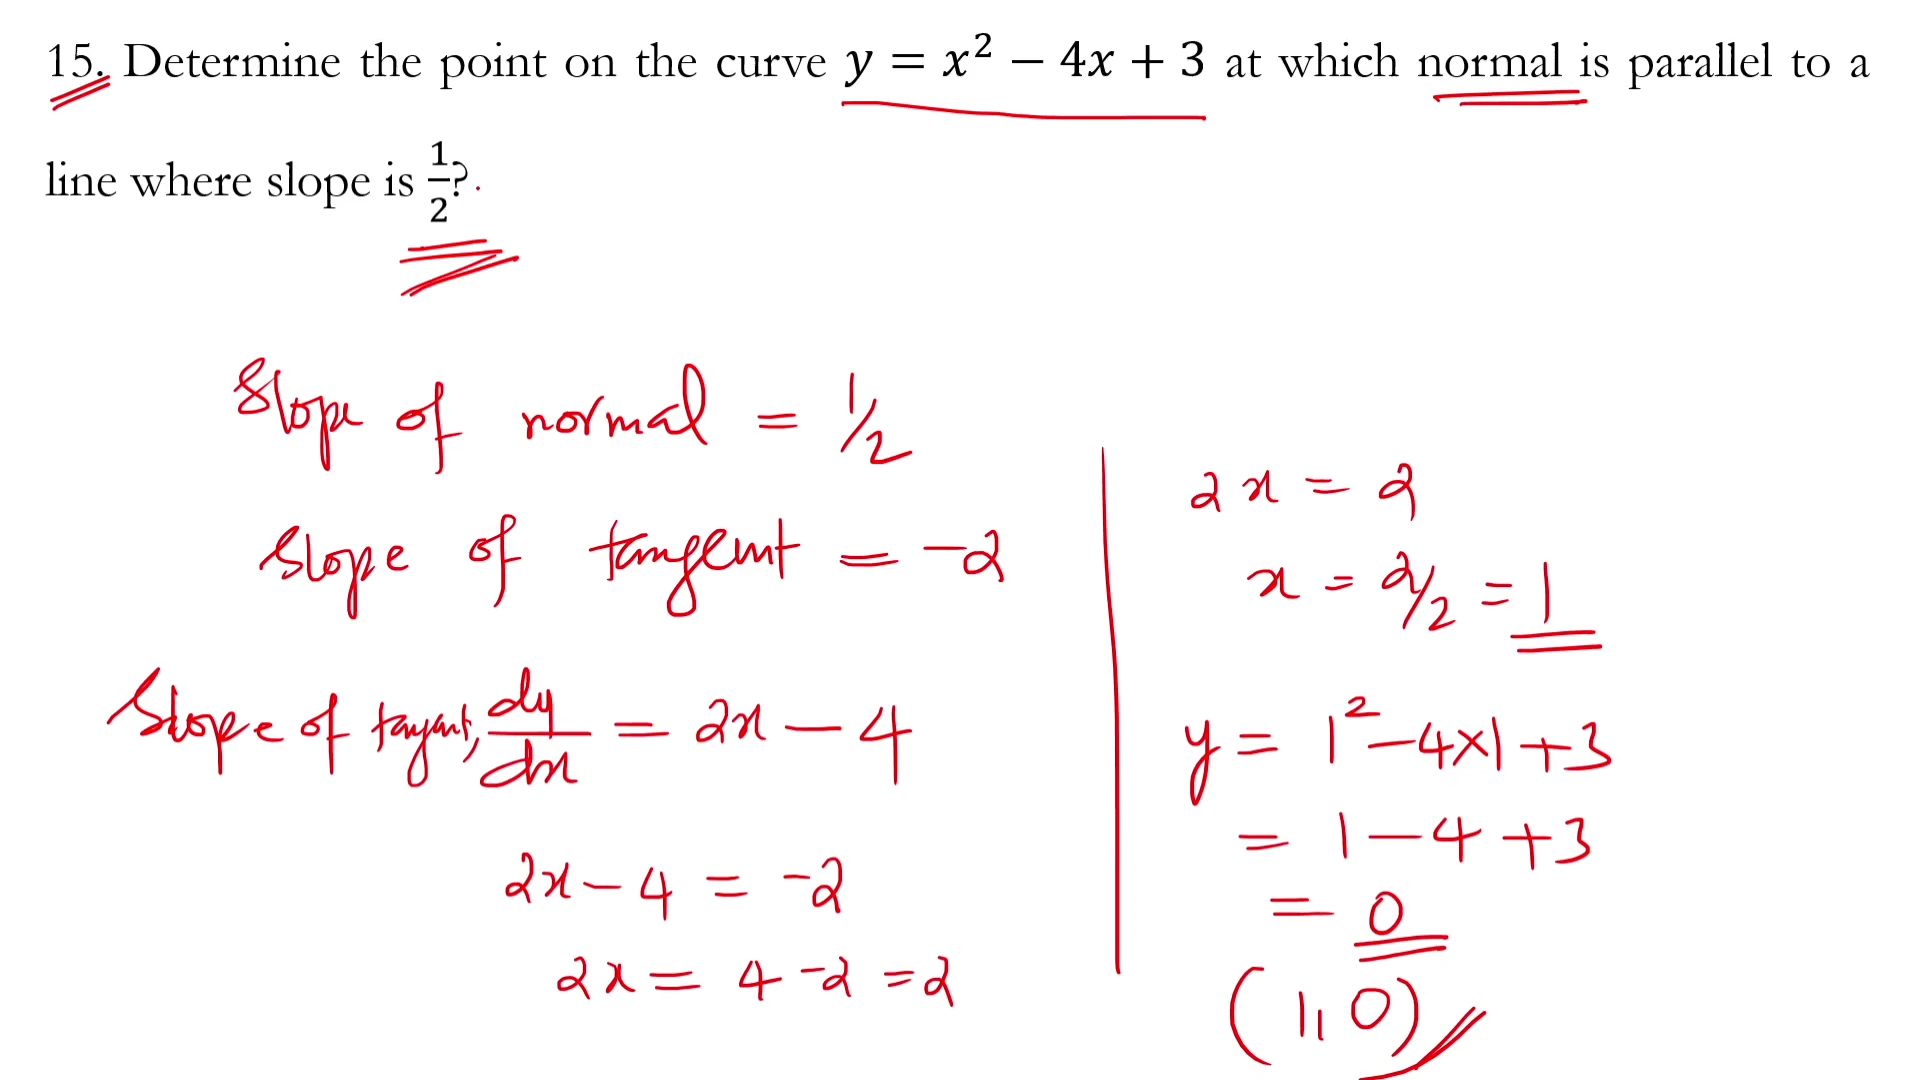 15. Determine the point on the curve y = x² − 4x + 3 at which normal is parallel to a
line where slope is 1/2?
Slope of normal = 1/2
Slope of tangent = -2
Slope of tangent, dy/dx = 2x - 4
2x - 4 = -2
2x = 4 - 2 = 2
2x = 2
x = 2/2 = 1
y = 1² - 4×1 + 3
= 1 - 4 + 3
= 0
(1, 0)